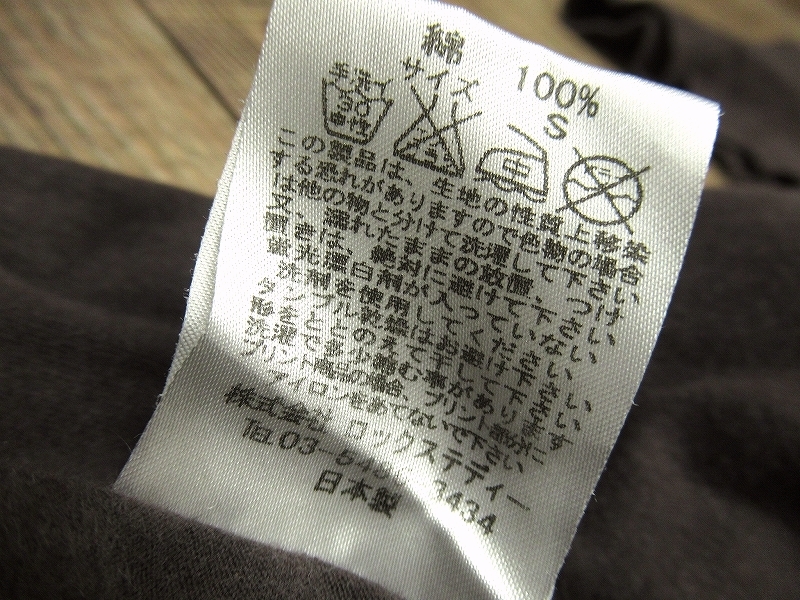 綿 100%
サイズ S
手洗イ 30 中性
この製品は、生地の性質上移染
する恐れがありますので色物の場合
は他の物と分けて洗濯して下さい
又、濡れたままの放置、つけ
置きは、絶対に避けて下さい、
蛍光漂白剤が入っていない
洗剤を使用してください、
タンブル乾燥はお避け下さい、
形をととのえて干して下さい、
洗濯で多少縮む事があります
プリント商品の場合、プリント部分に
アイロンをあてないで下さい
株式会社 ロックステディー
TEL 03-54 3434
日本製